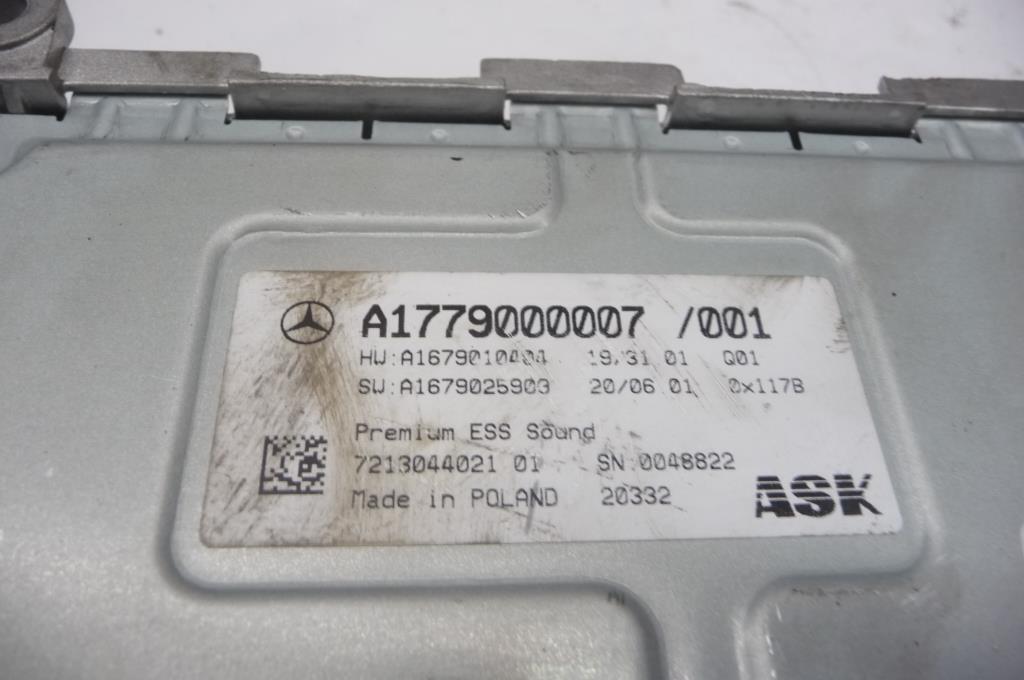 A1779000007 /001
HW:A1679010404 19/31 01 Q01
SW:A1679025903 20/06 01 0x117B
Premium ESS Sound
7213044021 01 SN 0048822
Made in POLAND 20332
ASK